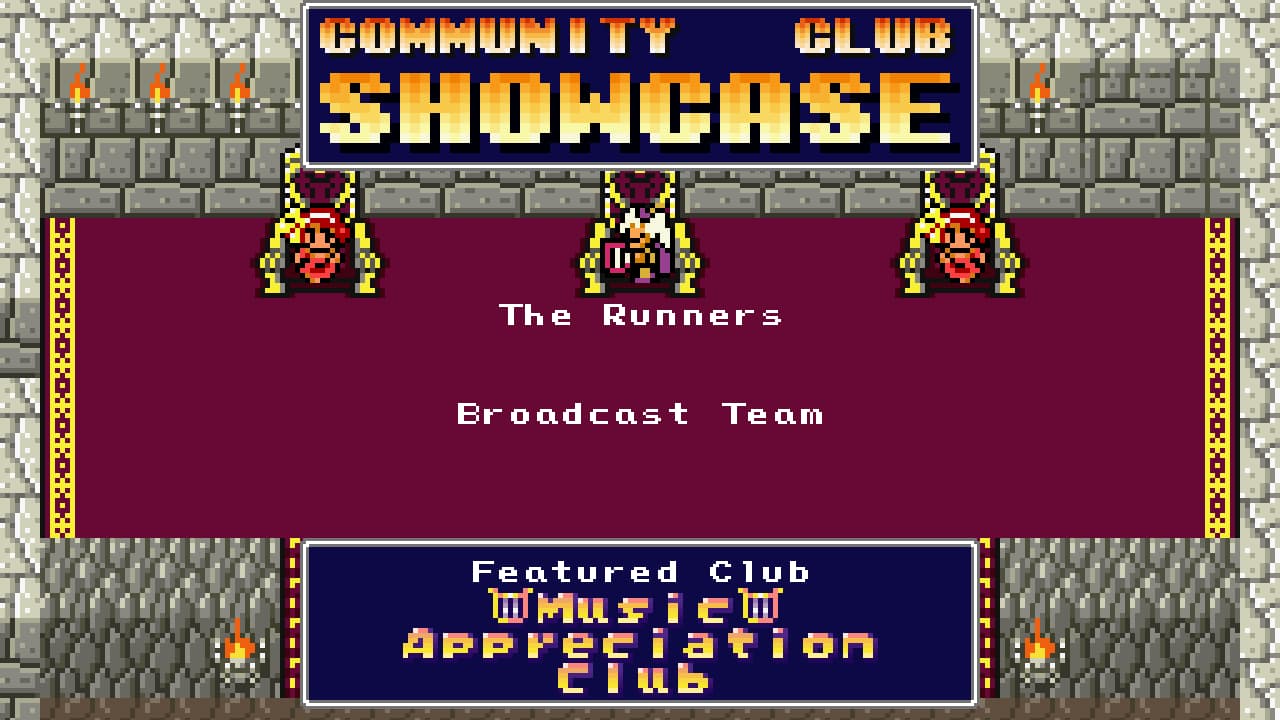 COMMUNITY CLUB
SHOWCASE
The Runners
Broadcast Team
Featured Club
Music
Appreciation
Club